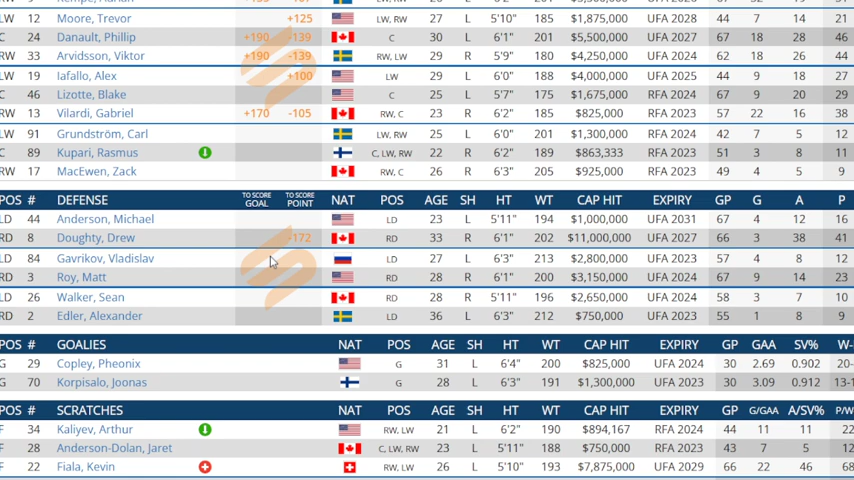 LW 12 Moore, Trevor +125 LW, RW 27 L 5'10" 185 $1,875,000 UFA 2028 44 7 14 21
C 24 Danault, Phillip +190 -139 C 30 L 6'1" 201 $5,500,000 UFA 2027 67 18 28 46
RW 33 Arvidsson, Viktor +190 -139 RW, LW 29 R 5'9" 180 $4,250,000 UFA 2024 62 18 26 44
LW 19 Iafallo, Alex +100 LW 29 L 6'0" 188 $4,000,000 UFA 2025 44 9 18 27
C 46 Lizotte, Blake C 25 L 5'7" 175 $1,675,000 RFA 2024 67 9 20 29
RW 13 Vilardi, Gabriel +170 -105 RW, C 23 R 6'2" 185 $825,000 RFA 2023 57 22 16 38
LW 91 Grundström, Carl LW, RW 25 L 6'0" 201 $1,300,000 RFA 2024 42 7 5 12
C 89 Kupari, Rasmus C, LW, RW 22 R 6'2" 189 $863,333 RFA 2023 51 3 8 11
RW 17 MacEwen, Zack RW, C 26 R 6'3" 205 $925,000 RFA 2023 49 4 5 9
POS # DEFENSE TO SCORE GOAL TO SCORE POINT NAT POS AGE SH HT WT CAP HIT EXPIRY GP G A P
LD 44 Anderson, Michael LD 23 L 5'11" 194 $1,000,000 UFA 2031 67 4 12 16
RD 8 Doughty, Drew -172 RD 33 R 6'1" 202 $11,000,000 UFA 2027 66 3 38 41
LD 84 Gavrikov, Vladislav LD 27 L 6'3" 213 $2,800,000 UFA 2023 57 4 8 12
RD 3 Roy, Matt RD 28 R 6'1" 200 $3,150,000 UFA 2024 67 9 14 23
LD 26 Walker, Sean RD 28 R 5'11" 196 $2,650,000 UFA 2024 58 3 7 10
RD 2 Edler, Alexander LD 36 L 6'3" 212 $750,000 UFA 2023 55 1 8 9
POS # GOALIES NAT POS AGE SH HT WT CAP HIT EXPIRY GP GAA SV% W-
G 29 Copley, Pheonix G 31 L 6'4" 200 $825,000 UFA 2024 30 2.69 0.902 20-
G 70 Korpisalo, Joonas G 28 L 6'3" 191 $1,300,000 UFA 2023 30 3.09 0.912 13-1
POS # SCRATCHES NAT POS AGE SH HT WT CAP HIT EXPIRY GP G/GAA A/SV% P/W
F 34 Kaliyev, Arthur RW, LW 21 L 6'2" 190 $894,167 RFA 2024 44 11 11 22
F 28 Anderson-Dolan, Jaret C, LW, RW 23 L 5'11" 188 $750,000 RFA 2023 43 7 5 12
F 22 Fiala, Kevin RW, LW 26 L 5'10" 193 $7,875,000 UFA 2029 66 22 46 68